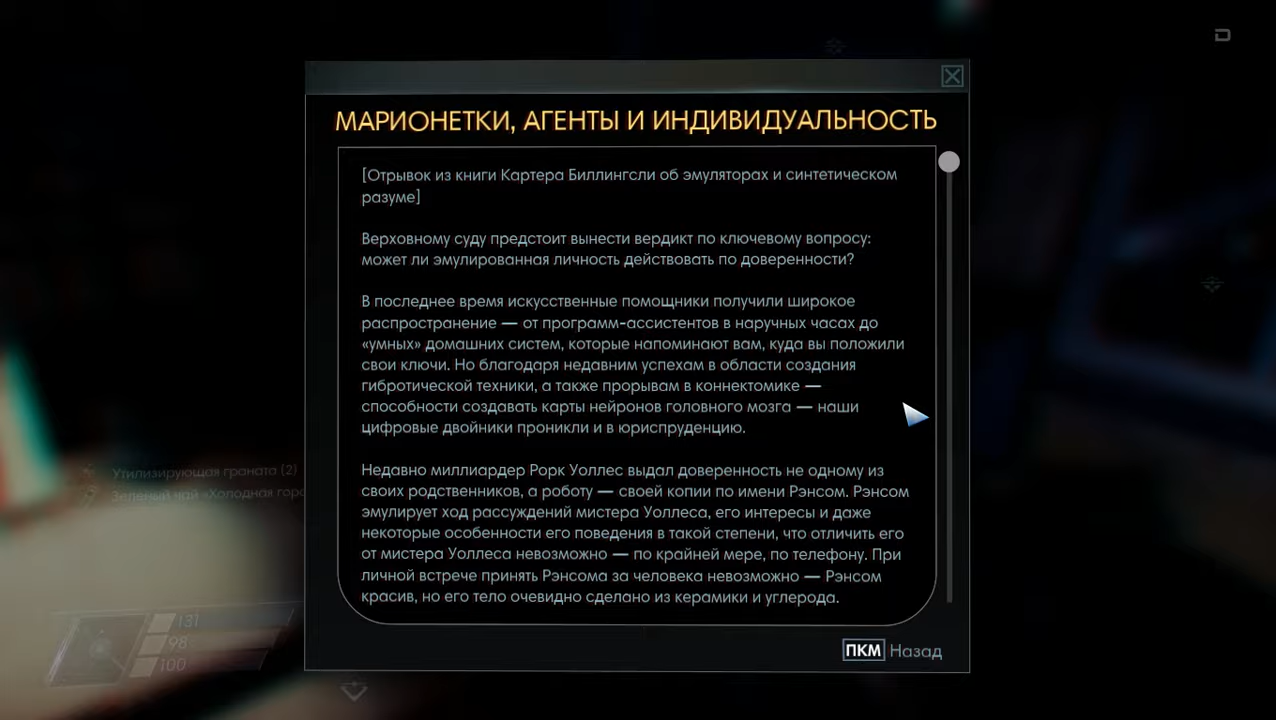 МАРИОНЕТКИ, АГЕНТЫ И ИНДИВИДУАЛЬНОСТЬ
[Отрывок из книги Картера Биллингсли об эмуляторах и синтетическом
разуме]
Верховному суду предстоит вынести вердикт по ключевому вопросу:
может ли эмулированная личность действовать по доверенности?
В последнее время искусственные помощники получили широкое
распространение — от программ-ассистентов в наручных часах до
«умных» домашних систем, которые напоминают вам, куда вы положили
свои ключи. Но благодаря недавним успехам в области создания
гибротической техники, а также прорывам в коннектомике —
способности создавать карты нейронов головного мозга — наши
цифровые двойники проникли и в юриспруденцию.
Недавно миллиардер Рорк Уоллес выдал доверенность не одному из
своих родственников, а роботу — своей копии по имени Рэнсом. Рэнсом
эмулирует ход рассуждений мистера Уоллеса, его интересы и даже
некоторые особенности его поведения в такой степени, что отличить его
от мистера Уоллеса невозможно — по крайней мере, по телефону. При
личной встрече принять Рэнсома за человека невозможно — Рэнсом
красив, но его тело очевидно сделано из керамики и углерода.
Утилизирующая граната (2)
Зеленый чай «Холодная
131
98
100
ПКМ Назад